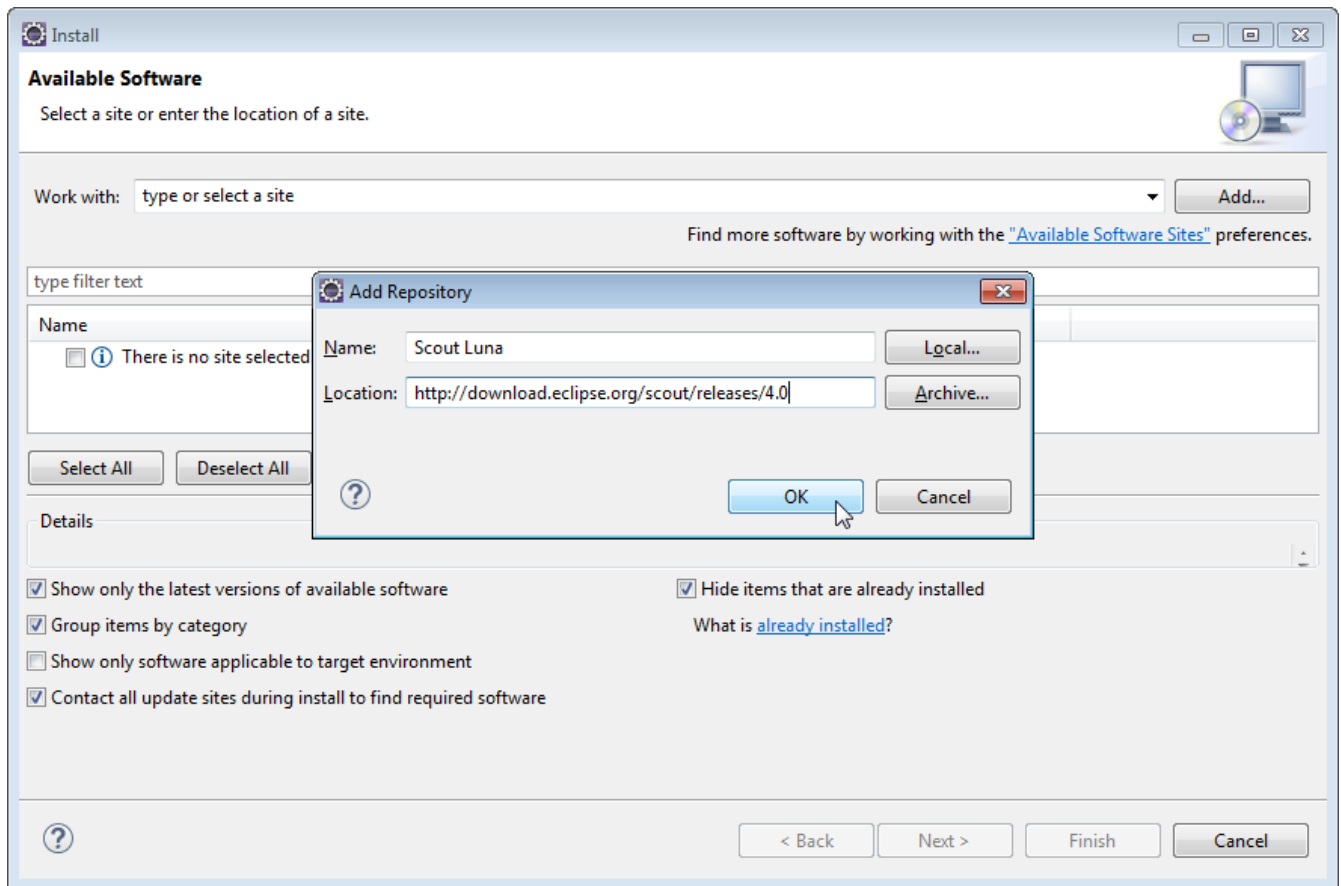 Install
Available Software
Select a site or enter the location of a site.
Work with: type or select a site Add...
Find more software by working with the "Available Software Sites" preferences.
type filter text
Add Repository
Name
Name: Scout Luna Local...
There is no site selected
Location: http://download.eclipse.org/scout/releases/4.0 Archive...
Select All Deselect All
OK Cancel
Details
Show only the latest versions of available software Hide items that are already installed
Group items by category What is already installed?
Show only software applicable to target environment
Contact all update sites during install to find required software
< Back Next > Finish Cancel